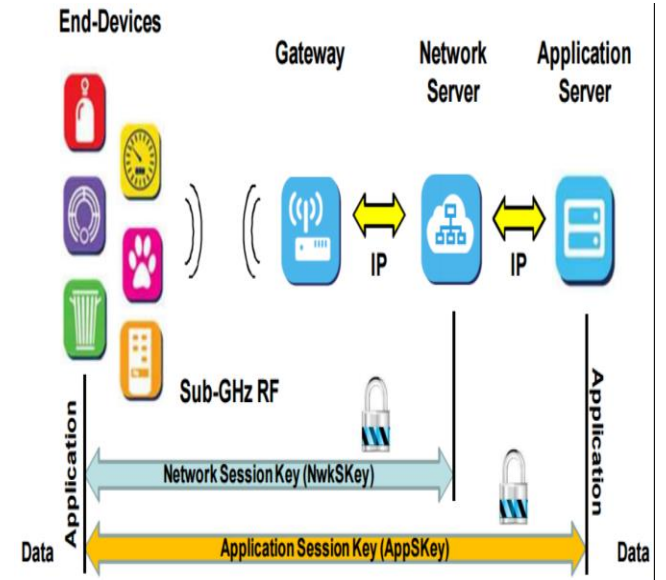 End-Devices
Gateway
Network
Server
Application
Server
IP
IP
Sub-GHz RF
Application
Application
Network Session Key (NwkSKey)
Application Session Key (AppSKey)
Data
Data